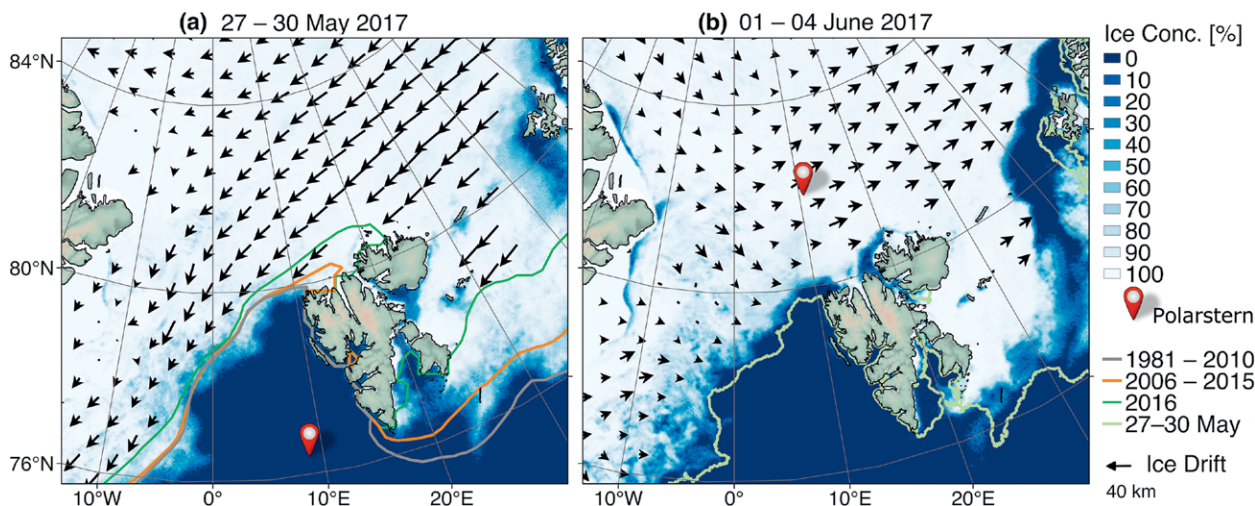 (a) 27 – 30 May 2017
(b) 01 – 04 June 2017
84°N
80°N
76°N
10°W 0° 10°E 20°E
10°W 0° 10°E 20°E
Ice Conc. [%]
0
10
20
30
40
50
60
70
80
90
100
Polarstern
1981 – 2010
2006 – 2015
2016
27–30 May
Ice Drift
40 km